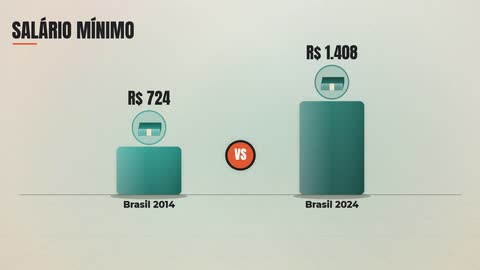 SALÁRIO MÍNIMO
R$ 1.408
R$ 724
VS
Brasil 2014
Brasil 2024